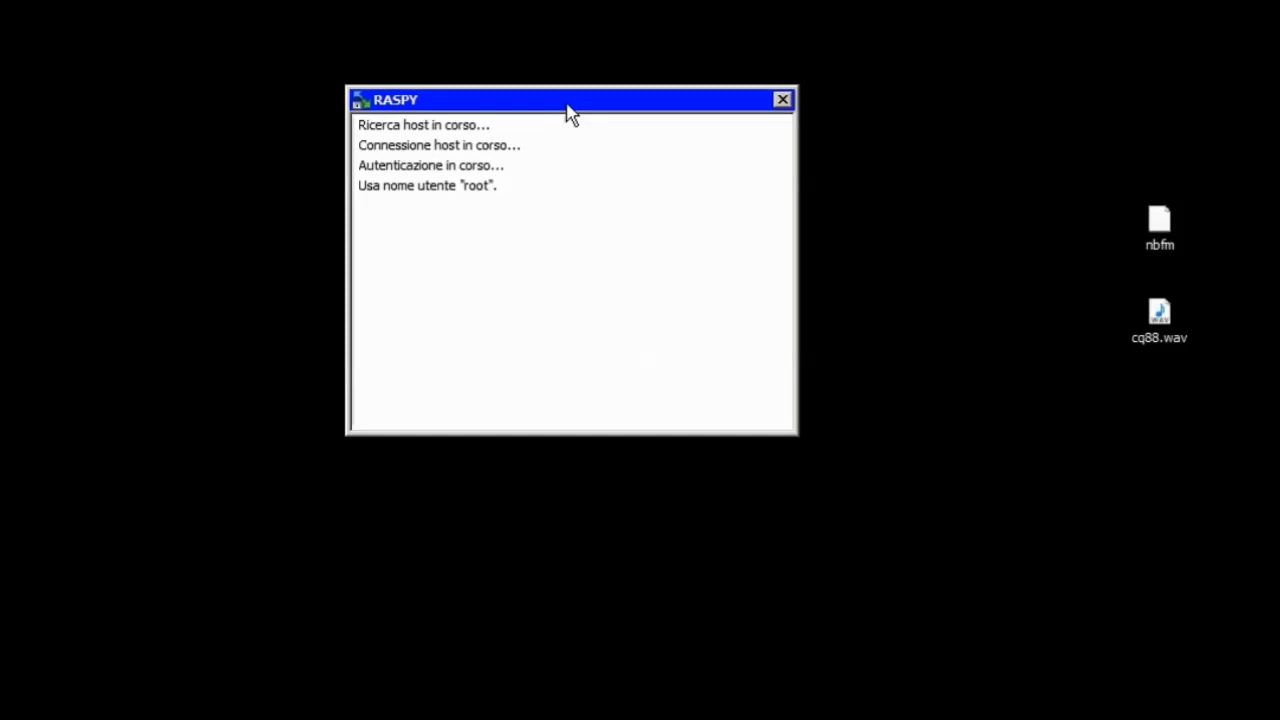 RASPY
Ricerca host in corso...
Connessione host in corso...
Autenticazione in corso...
Usa nome utente "root".
nbfm
WAV
cq88.wav